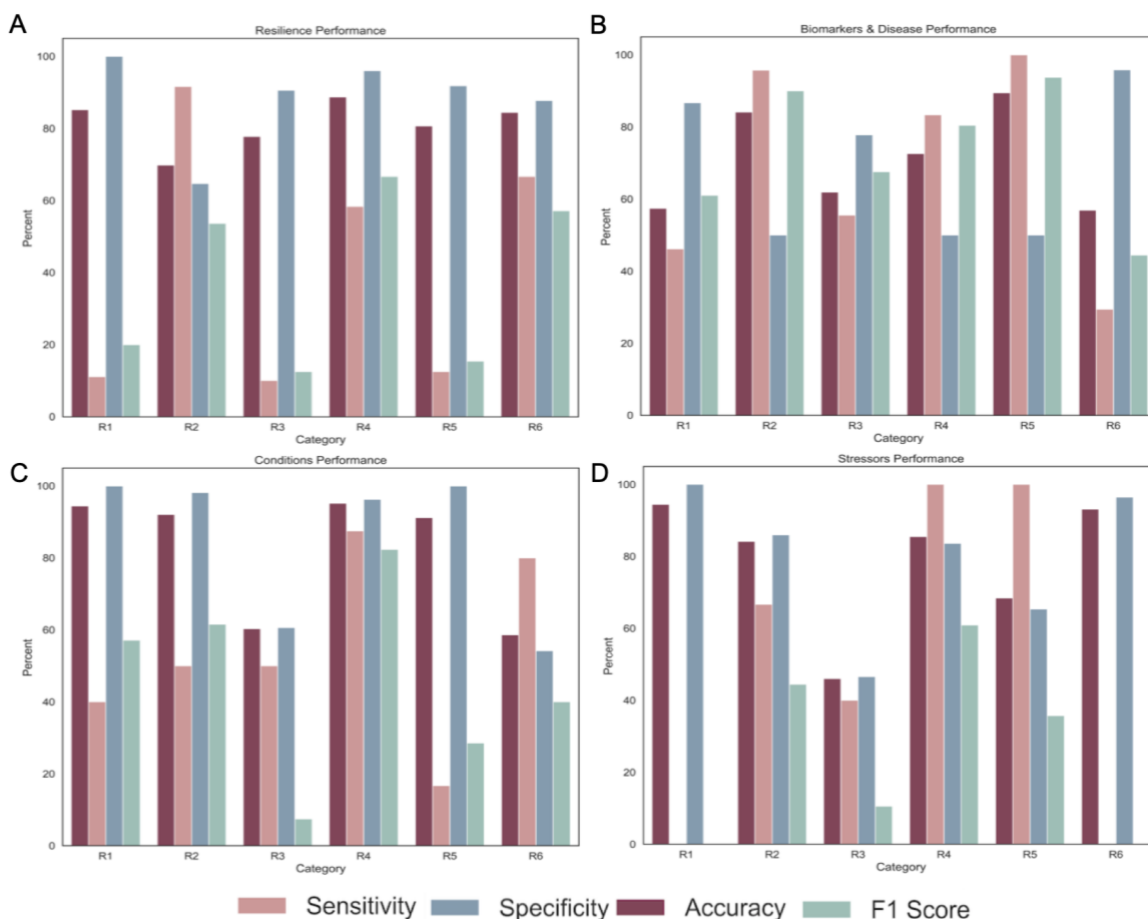 A
Resilience Performance
100
80
60
40
20
0
Percent
R1 R2 R3 R4 R5 R6
Category
B
Biomarkers & Disease Performance
100
80
60
40
20
0
Percent
R1 R2 R3 R4 R5 R6
Category
C
Conditions Performance
100
80
60
40
20
0
Percent
R1 R2 R3 R4 R5 R6
Category
D
Stressors Performance
100
80
60
40
20
0
Percent
R1 R2 R3 R4 R5 R6
Category
Sensitivity Specificity Accuracy F1 Score